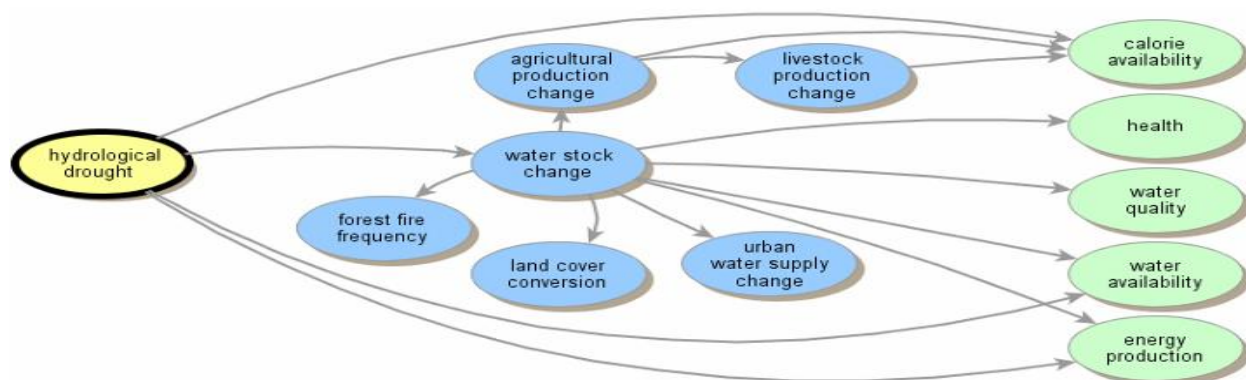 hydrological
drought
agricultural
production
change
livestock
production
change
water stock
change
forest fire
frequency
land cover
conversion
urban
water supply
change
calorie
availability
health
water
quality
water
availability
energy
production